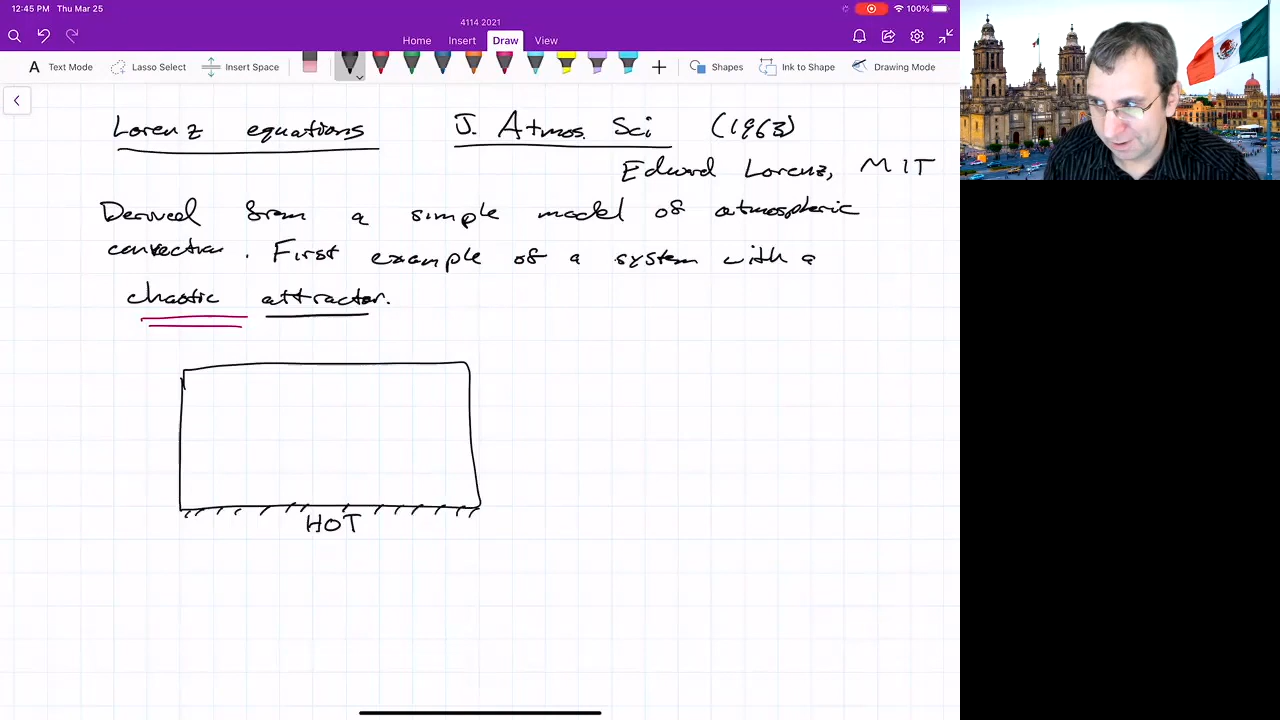 12:45 PM Thu Mar 25
100%
4114 2021
Home Insert Draw View
Text Mode Lasso Select Insert Space Shapes Ink to Shape Drawing Mode
Lorenz equations J. Atmos. Sci (1963)
Edward Lorenz, MIT
Derived from a simple model of atmospheric
convection. First example of a system with a
chaotic attractor.
HOT